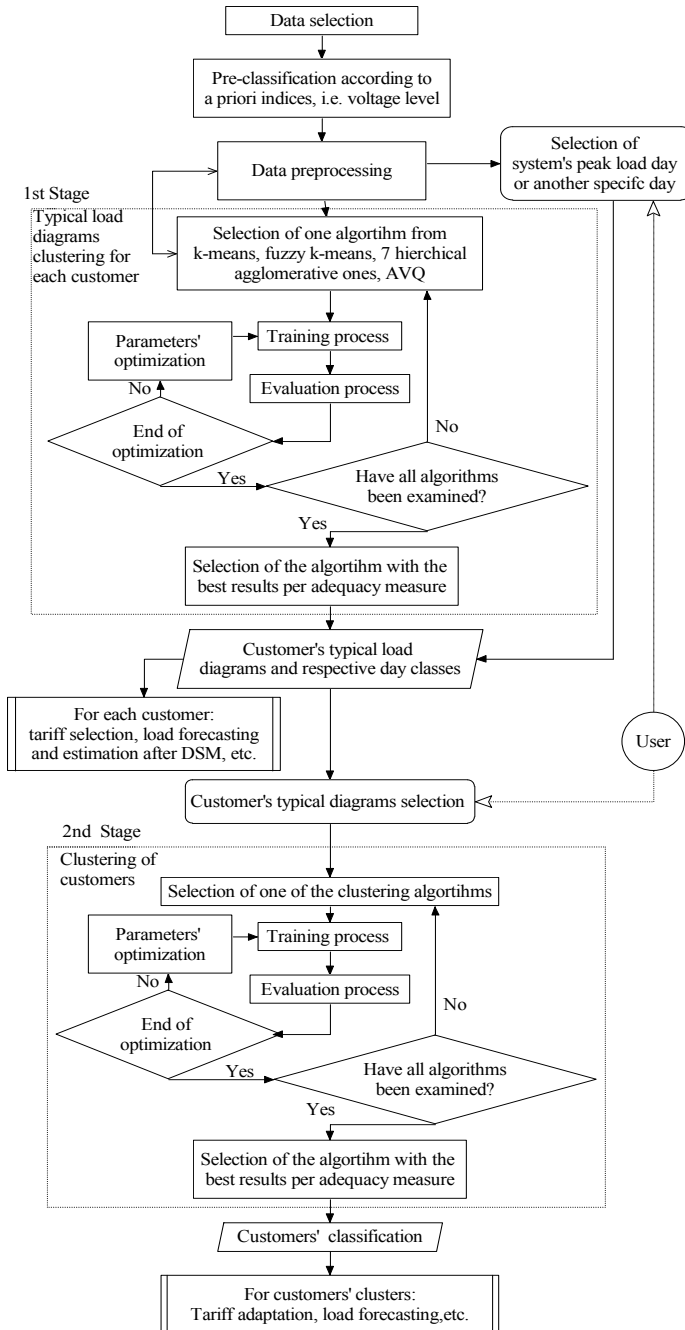 Data selection
Pre-classification according to
a priori indices, i.e. voltage level
Selection of
system's peak load day
or another specifc day
Data preprocessing
1st Stage
Typical load
diagrams
clustering for
each customer
Selection of one algortihm from
k-means, fuzzy k-means, 7 hierchical
agglomerative ones, AVQ
Parameters'
optimization
Training process
Evaluation process
No
End of
optimization
No
Yes
Have all algorithms
been examined?
Yes
Selection of the algortihm with the
best results per adequacy measure
Customer's typical load
diagrams and respective day classes
For each customer:
tariff selection, load forecasting
and estimation after DSM, etc.
User
Customer's typical diagrams selection
2nd Stage
Clustering of
customers
Selection of one of the clustering algorithms
Parameters'
optimization
Training process
Evaluation process
No
End of
optimization
No
Yes
Have all algorithms
been examined?
Yes
Selection of the algortihm with the
best results per adequacy measure
Customers' classification
For customers' clusters:
Tariff adaptation, load forecasting,etc.